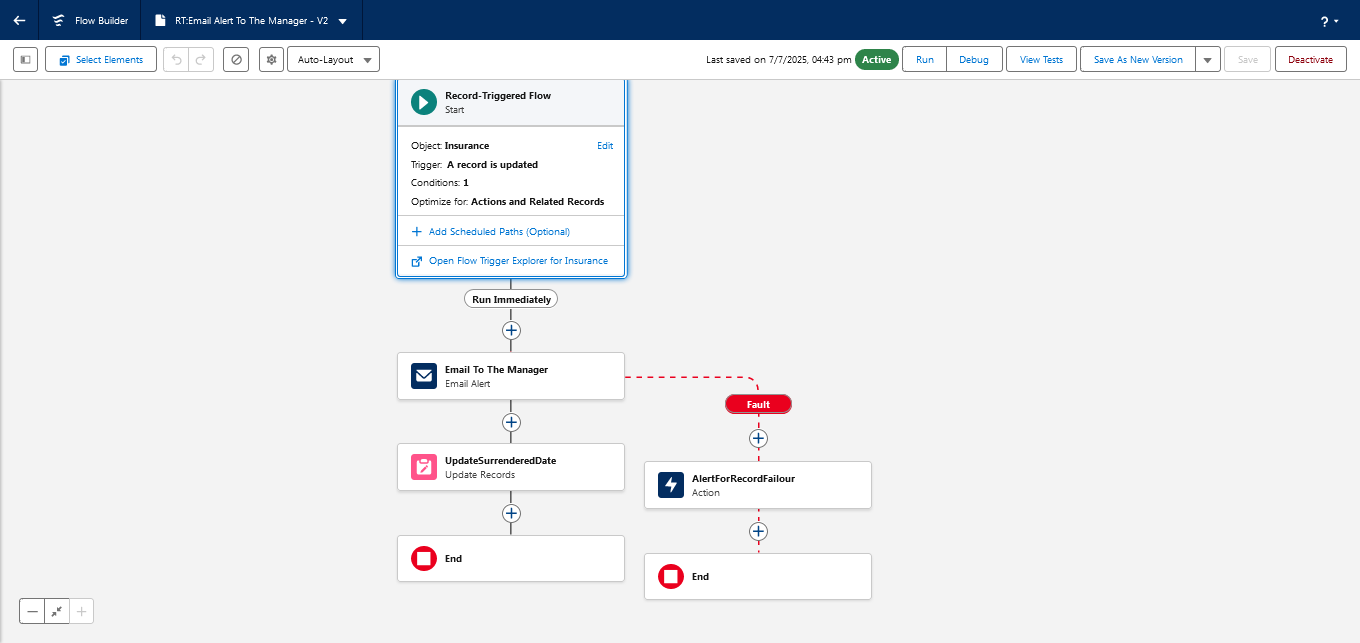 Flow Builder
RT:Email Alert To The Manager - V2
?
Select Elements
Auto-Layout
Last saved on 7/7/2025, 04:43 pm
Active
Run
Debug
View Tests
Save As New Version
Save
Deactivate
Record-Triggered Flow
Start
Object: Insurance
Edit
Trigger: A record is updated
Conditions: 1
Optimize for: Actions and Related Records
Add Scheduled Paths (Optional)
Open Flow Trigger Explorer for Insurance
Run Immediately
Email To The Manager
Email Alert
Fault
UpdateSurrenderedDate
Update Records
AlertForRecordFailour
Action
End
End